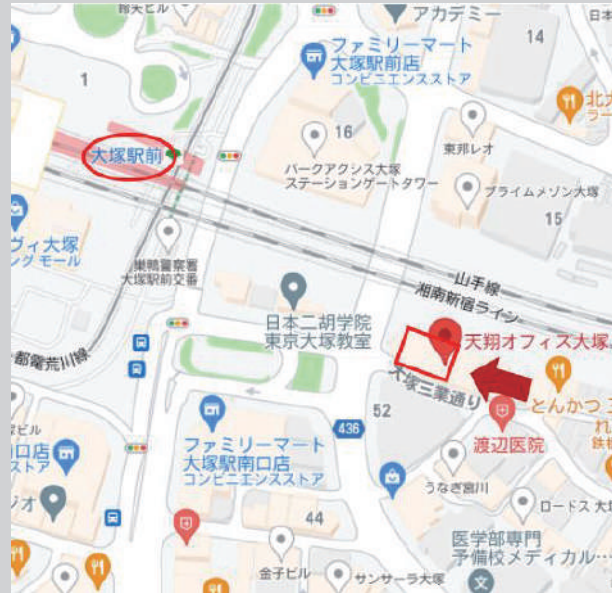 アカデミー
14
日本
ファミリーマート
大塚駅前店
コンビニエンスストア
1
16
東邦レオ
大塚駅前
パークアクシス大塚
ステーションゲートタワー
プライムメゾン大塚
15
ヴィ大塚
巣鴨警察署
大塚駅前交番
山手線
湘南新宿ライン
日本二胡学院
東京大塚教室
天翔オフィス大塚
都電荒川線
大塚三業通り
とんかつ
52
436
渡辺医院
ファミリーマート
大塚駅南口店
コンビニエンスストア
うなぎ宮川
ロードス 大塚
44
医学部専門
予備校メディカル…
金子ビル
サンサーラ大塚